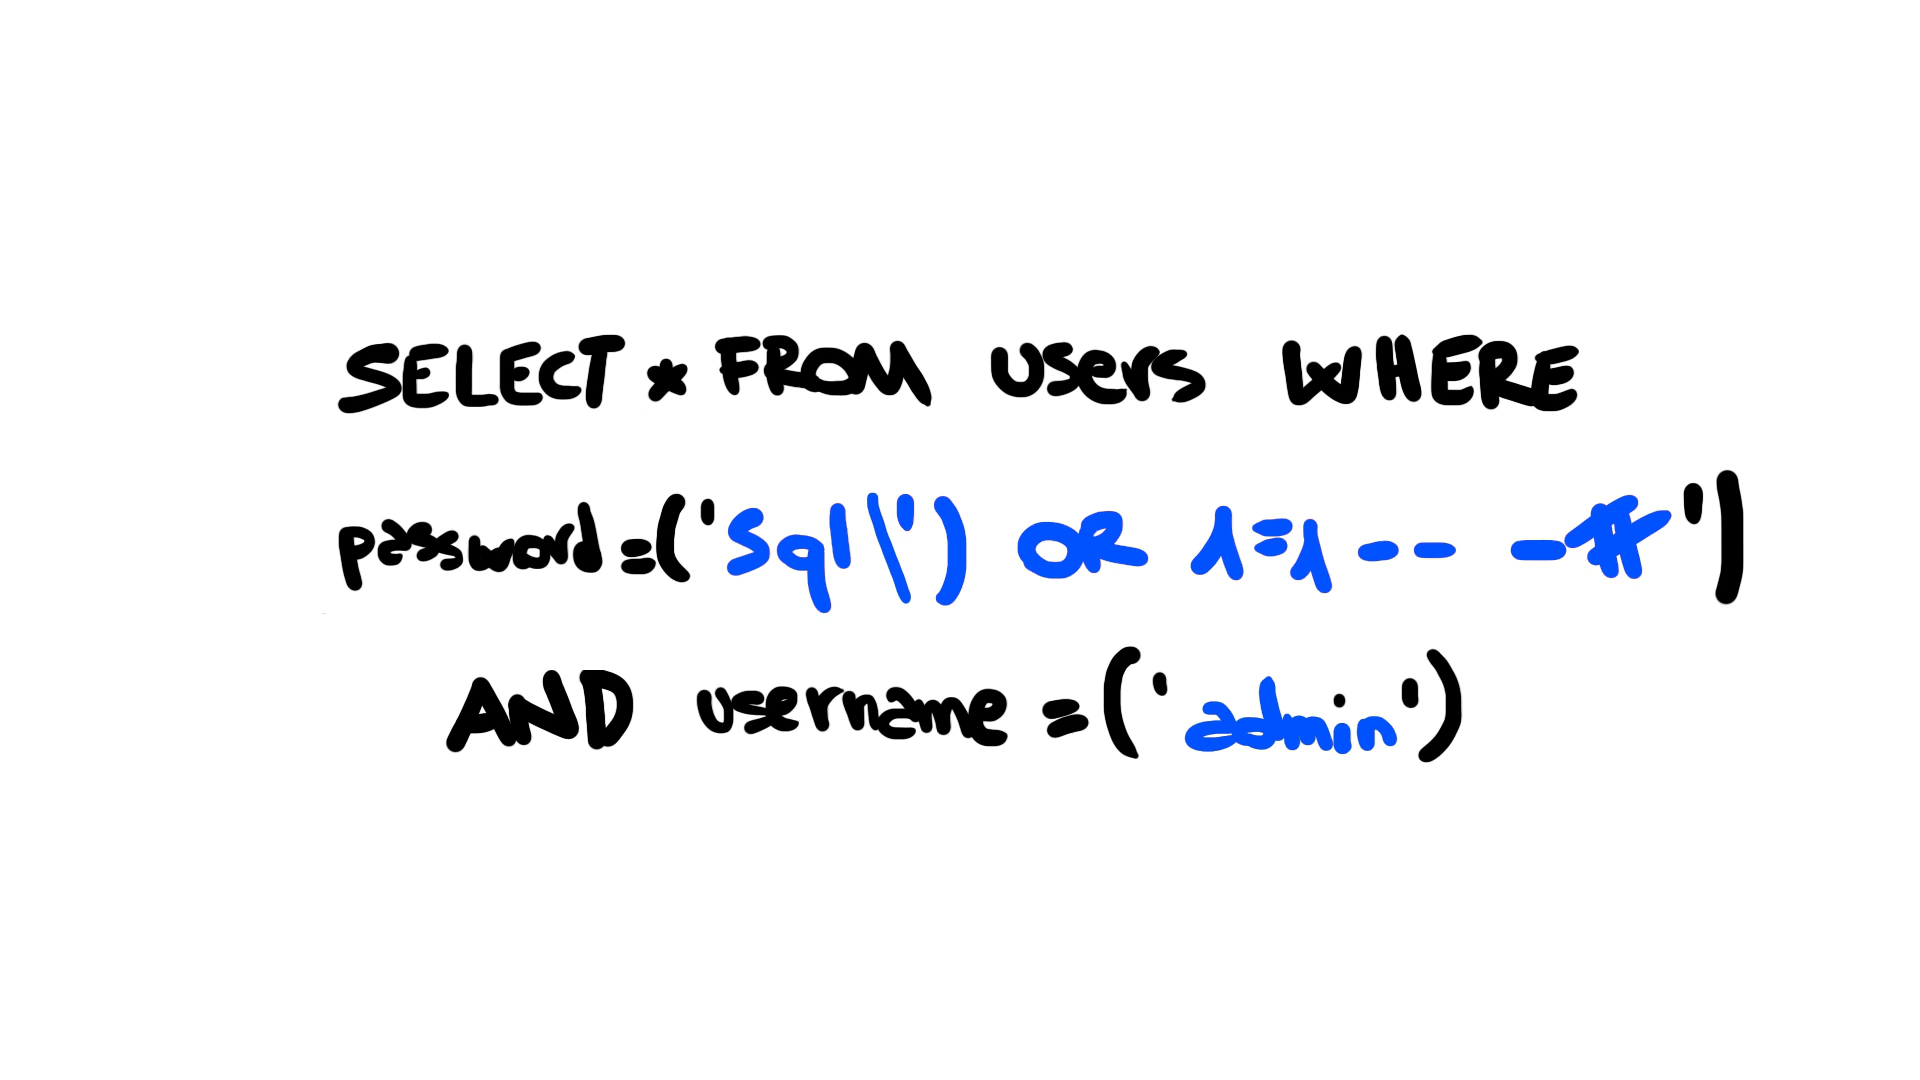 SELECT * FROM users WHERE
password=('Sql\') OR 1=1 -- -#')
AND username=('admin')